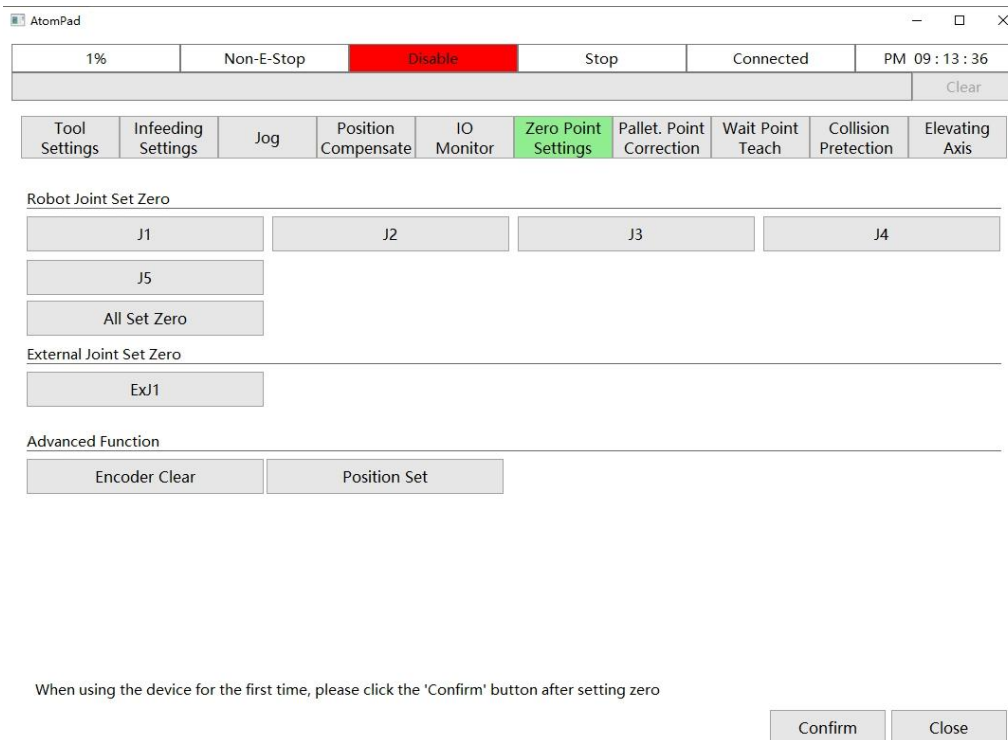 AtomPad
1% Non-E-Stop Disable Stop Connected PM 09 : 13 : 36
Clear
Tool Settings
Infeeding Settings
Jog
Position Compensate
IO Monitor
Zero Point Settings
Pallet. Point Correction
Wait Point Teach
Collision Pretection
Elevating Axis
Robot Joint Set Zero
J1 J2 J3 J4
J5
All Set Zero
External Joint Set Zero
ExJ1
Advanced Function
Encoder Clear Position Set
When using the device for the first time, please click the 'Confirm' button after setting zero
Confirm Close